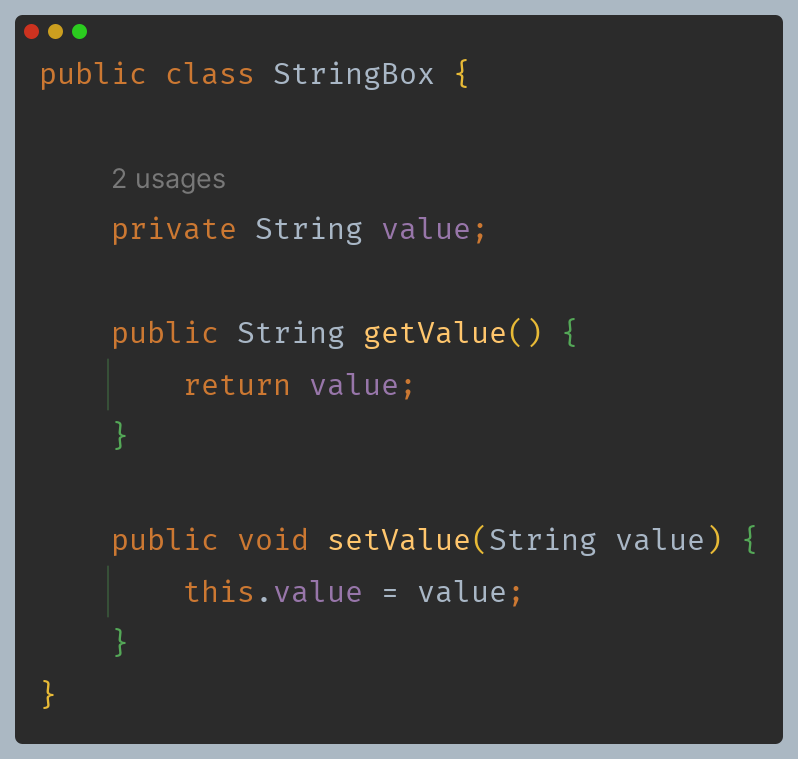 public class StringBox {
2 usages
private String value;
public String getValue() {
return value;
}
public void setValue(String value) {
this.value = value;
}
}